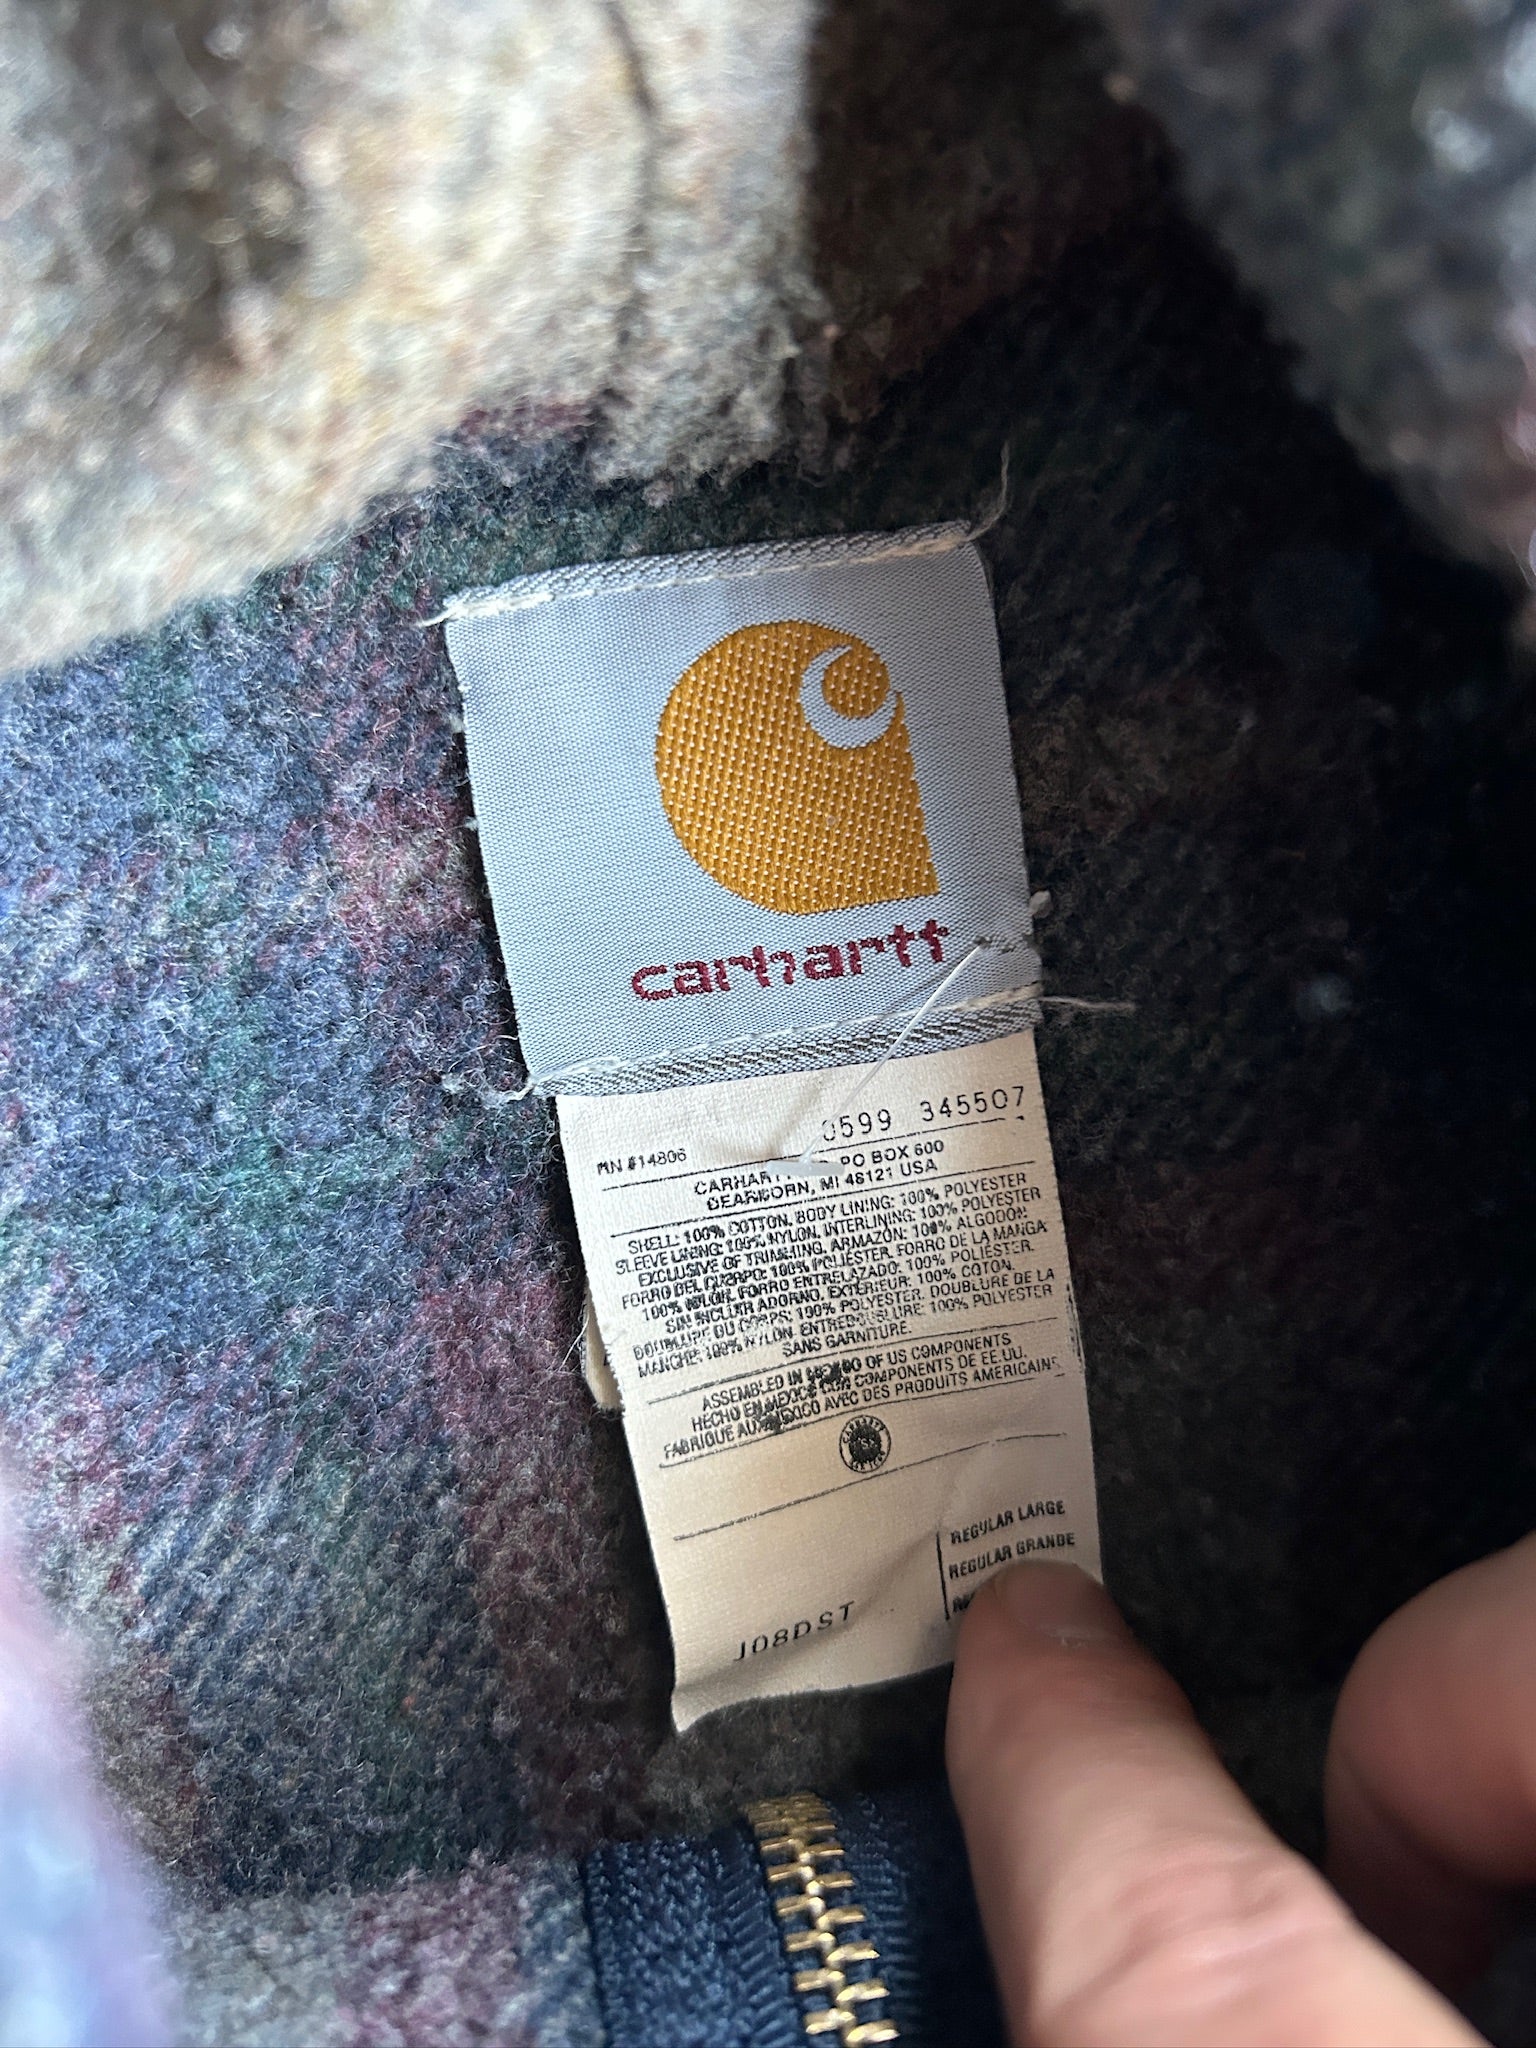 carhartt
0599 345507
RN #14806
CARHARTT PO BOX 600
DEARBORN, MI 48121 USA
SHELL: 100% COTTON. BODY LINING: 100% POLYESTER
SLEEVE LINING: 100% NYLON. INTERLINING: 100% POLYESTER
EXCLUSIVE OF TRIMMING. ARMAZON: 100% ALGODON
FORRO DEL CUERPO: 100% POLIESTER. FORRO DE LA MANGA
100% NYLON. FORRO ENTRELAZADO: 100% POLIESTER.
SIN INCLUIR ADORNO. EXTERIEUR: 100% COTON.
DOUBLURE DU CORPS: 100% POLYESTER. DOUBLURE DE LA
MANCHE: 100% NYLON. ENTREDOUBLURE: 100% POLYESTER
SANS GARNITURE.
ASSEMBLED IN MEXICO OF US COMPONENTS
HECHO EN MEXICO CON COMPONENTS DE EE.UU.
FABRIQUE AU MEXICO AVEC DES PRODUITS AMERICAINS
REGULAR LARGE
REGULAR GRANDE
J08DST